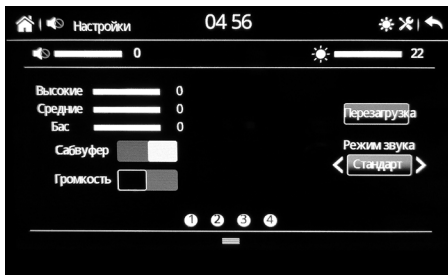 Настройки 04 56
0 22
Высокие 0
Средние 0
Бас 0
Сабвуфер
Громкость
Перезагрузка
Режим звука
Стандарт
1 2 3 4